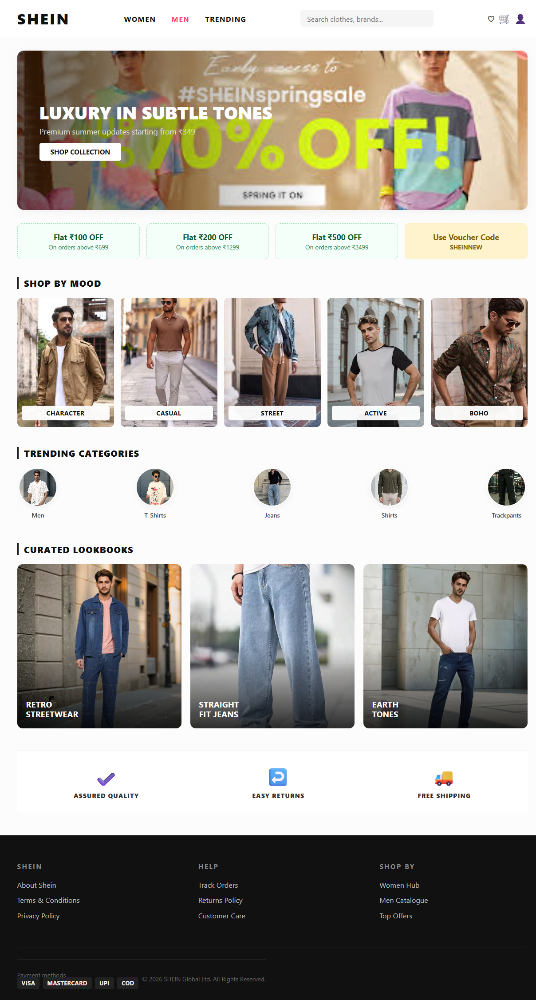 SHEIN
WOMEN MEN TRENDING
Search clothes, brands...
Early access to
#SHEINspringsale
LUXURY IN SUBTLE TONES
70% OFF!
Premium summer updates starting from ₹349
SHOP COLLECTION
SPRING IT ON
Flat ₹100 OFF
On orders above ₹699
Flat ₹200 OFF
On orders above ₹1299
Flat ₹500 OFF
On orders above ₹2499
Use Voucher Code
SHEINNEW
SHOP BY MOOD
CHARACTER
CASUAL
STREET
ACTIVE
BOHO
TRENDING CATEGORIES
Men
T-Shirts
Jeans
Shirts
Trackpants
CURATED LOOKBOOKS
RETRO
STREETWEAR
STRAIGHT
FIT JEANS
EARTH
TONES
ASSURED QUALITY
EASY RETURNS
FREE SHIPPING
SHEIN
About Shein
Terms & Conditions
Privacy Policy
HELP
Track Orders
Returns Policy
Customer Care
SHOP BY
Women Hub
Men Catalogue
Top Offers
Payment methods
VISA MASTERCARD UPI COD
© 2026 SHEIN Global Ltd. All Rights Reserved.